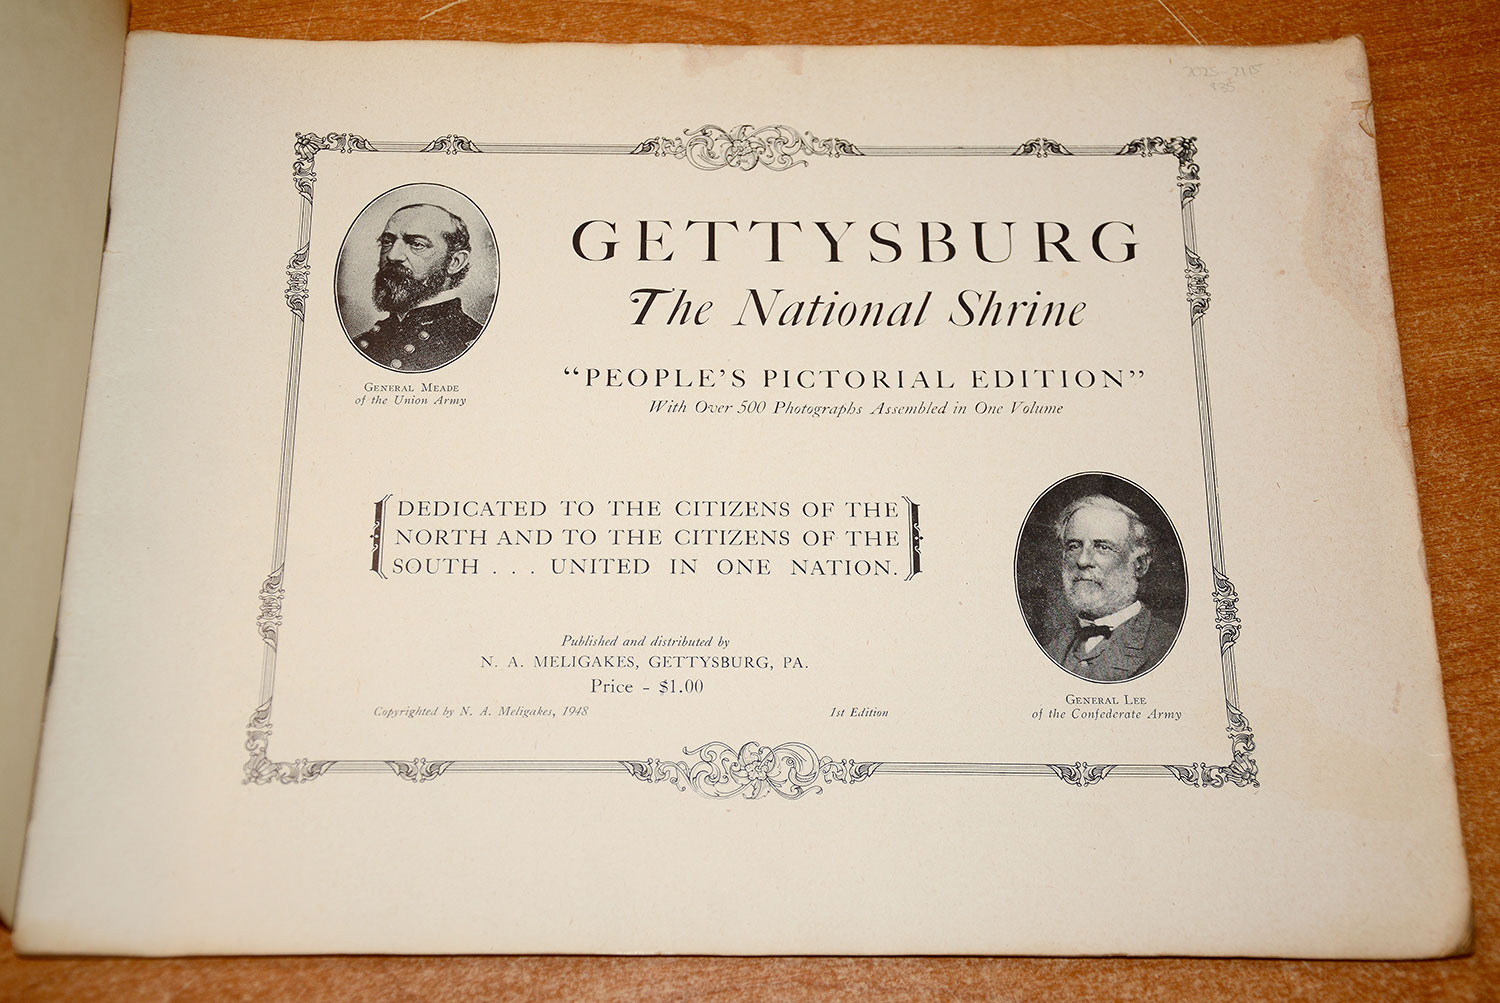 GETTYSBURG
The National Shrine
“PEOPLE’S PICTORIAL EDITION”
With Over 500 Photographs Assembled in One Volume
GENERAL MEADE
of the Union Army
DEDICATED TO THE CITIZENS OF THE
NORTH AND TO THE CITIZENS OF THE
SOUTH . . . UNITED IN ONE NATION.
Published and distributed by
N. A. MELIGAKES, GETTYSBURG, PA.
Price - $1.00
Copyrighted by N. A. Meligakes, 1948
1st Edition
GENERAL LEE
of the Confederate Army